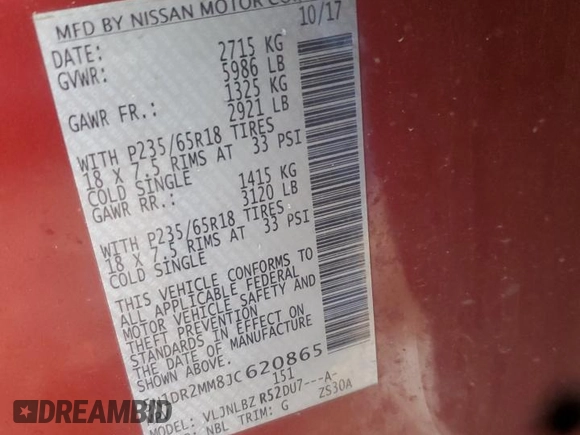 MFD BY NISSAN MOTOR CO
DATE: 10/17
GVWR: 2715 KG
5986 LB
GAWR FR.: 1325 KG
2921 LB
WITH P235/65R18 TIRES
18 X 7.5 RIMS AT 33 PSI
COLD SINGLE
GAWR RR.: 1415 KG
3120 LB
WITH P235/65R18 TIRES
18 X 7.5 RIMS AT 33 PSI
COLD SINGLE
THIS VEHICLE CONFORMS TO
ALL APPLICABLE FEDERAL
MOTOR VEHICLE SAFETY AND
THEFT PREVENTION
STANDARDS IN EFFECT ON
THE DATE OF MANUFACTURE
DR2MM8JC620865
151
MODEL: VLJNLBZ R52DU7---A-
NBL TRIM: G ZS30A
DREAMBID